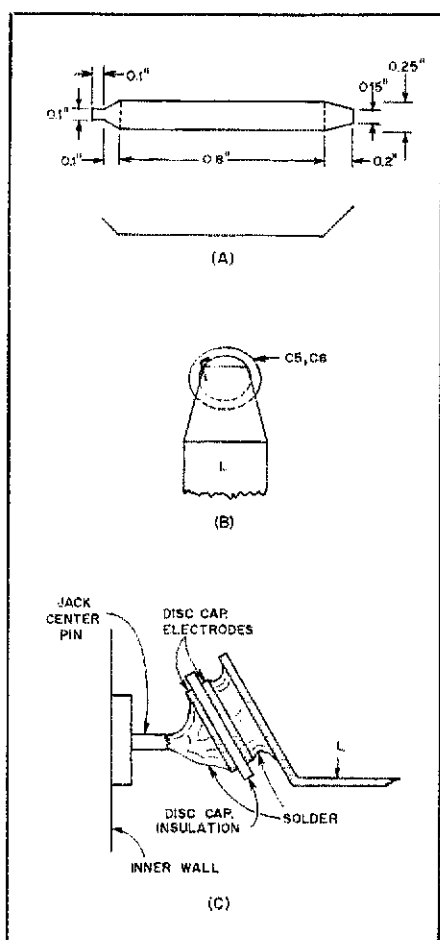 0.1"
0.25"
0.15"
0.1"
0.1"
0.8"
0.2"
(A)
C5, C6
L
(B)
JACK
CENTER
PIN
DISC CAP.
ELECTRODES
L
DISC CAP.
INSULATION
SOLDER
INNER WALL
(C)